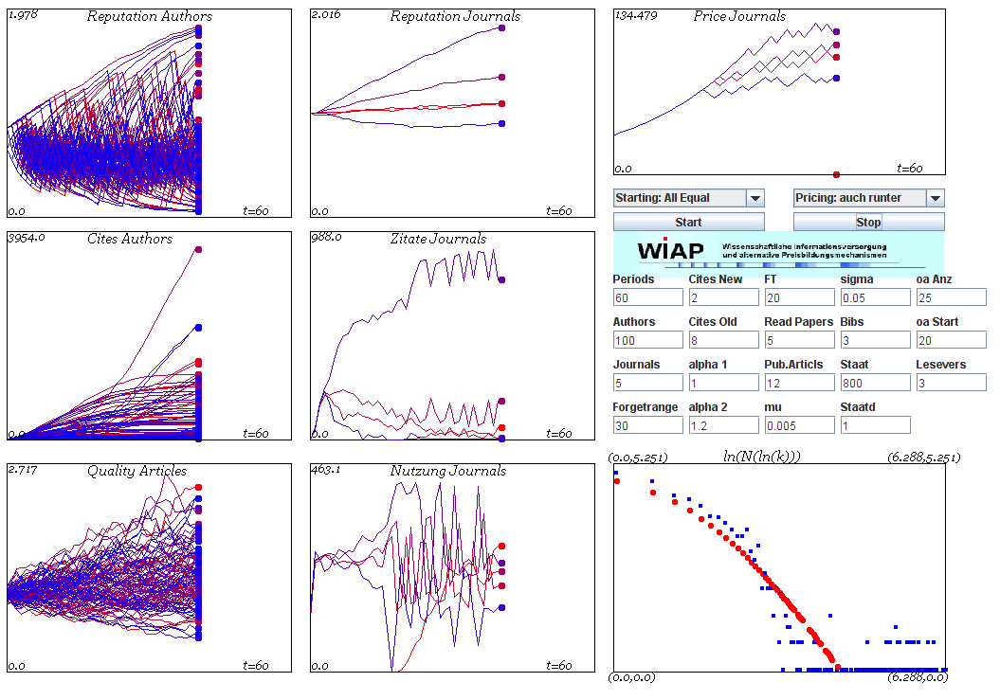 1.978 Reputation Authors
0.0 t=60
2.016 Reputation Journals
0.0 t=60
134.479 Price Journals
0.0 t=60
Starting: All Equal Pricing: auch runter
Start Stop
WIAP Wissenschaftliche Informationsversorgung
und alternative Preisbildungsmechanismen
3954.0 Cites Authors
0.0 t=60
988.0 Zitate Journals
0.0 t=60
Periods Cites New FT sigma oa Anz
60 2 20 0.05 25
Authors Cites Old Read Papers Bibs oa Start
100 8 5 3 20
Journals alpha 1 Pub.Articls Staat Lesevers
5 1 12 800 3
Forgetrange alpha 2 mu Staatd
30 1.2 0.005 1
2.717 Quality Articles
0.0 t=60
463.1 Nutzung Journals
0.0 t=60
(0.0,5.251) ln(N(ln(k))) (6.288,5.251)
(0.0,0.0) (6.288,0.0)